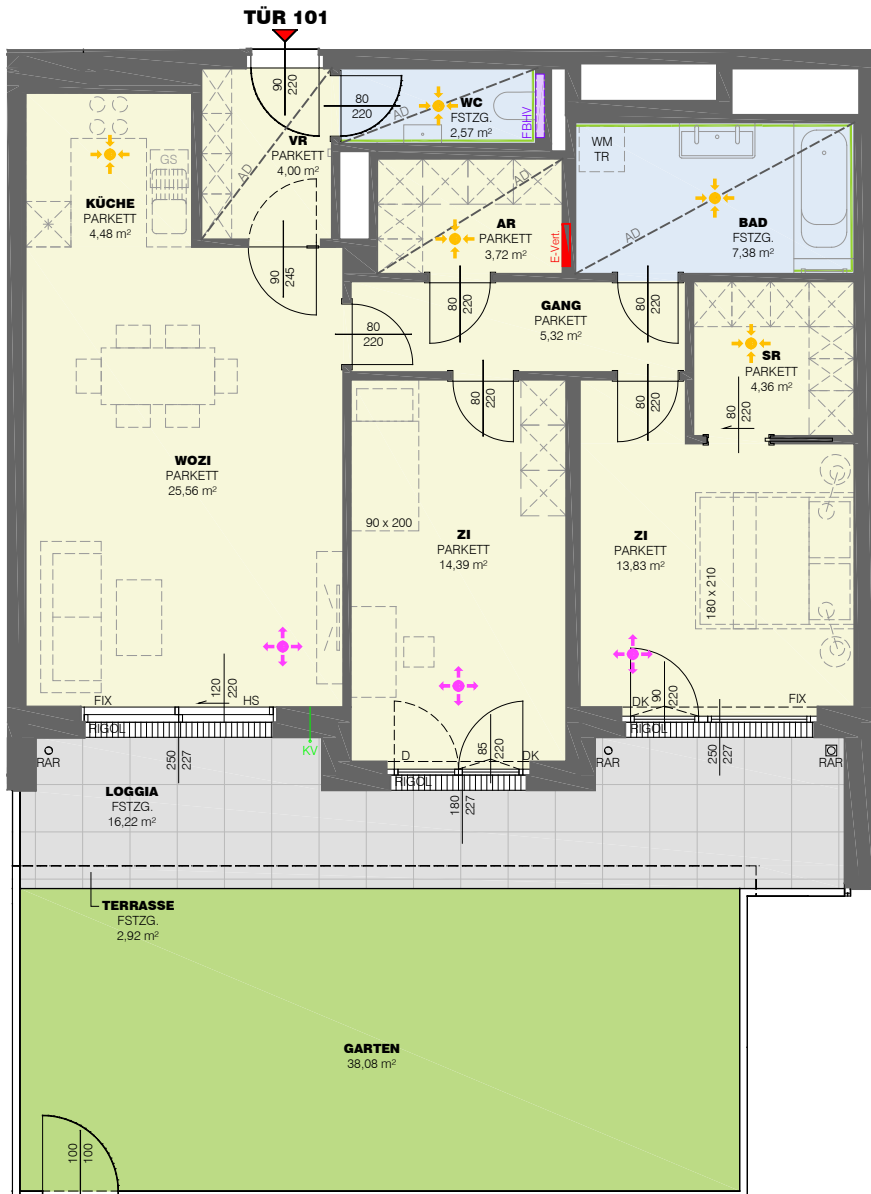 TÜR 101
90
220
80
220
WC
FSTZG.
2,57 m²
AD
FBHV
VR
PARKETT
4,00 m²
AD
GS
KÜCHE
PARKETT
4,48 m²
90
245
AR
PARKETT
3,72 m²
AD
E-Vert.
WM
TR
BAD
FSTZG.
7,38 m²
AD
80
220
80
220
80
220
GANG
PARKETT
5,32 m²
SR
PARKETT
4,36 m²
80
220
80
220
80
220
WOZI
PARKETT
25,56 m²
90 x 200
ZI
PARKETT
14,39 m²
ZI
PARKETT
13,83 m²
180 x 210
FIX
120
220
HS
RIGOL
KV
RAR
250
227
D
85
220
DK
RIGOL
180
227
DK
90
220
FIX
RIGOL
RAR
250
227
RAR
LOGGIA
FSTZG.
16,22 m²
TERRASSE
FSTZG.
2,92 m²
GARTEN
38,08 m²
100
100